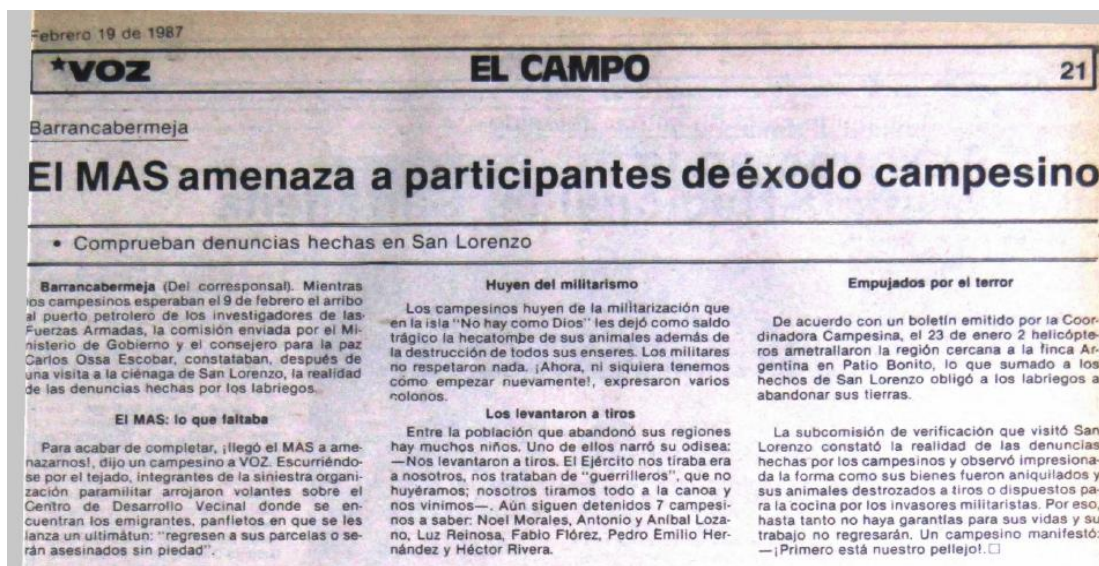 Febrero 19 de 1987
*VOZ
EL CAMPO
21
Barrancabermeja
El MAS amenaza a participantes de éxodo campesino
• Comprueban denuncias hechas en San Lorenzo
Barrancabermeja (Del corresponsal). Mientras
los campesinos esperaban el 9 de febrero el arribo
al puerto petrolero de los investigadores de las
Fuerzas Armadas, la comisión enviada por el Mi-
nisterio de Gobierno y el consejero para la paz
Carlos Ossa Escobar, constataban, después de
una visita a la ciénaga de San Lorenzo, la realidad
de las denuncias hechas por los labriegos.
El MAS: lo que faltaba
Para acabar de completar, ¡llegó el MAS a ame-
nazarnos!, dijo un campesino a VOZ. Escurriéndo-
se por el tejado, integrantes de la siniestra organi-
zación paramilitar arrojaron volantes sobre el
Centro de Desarrollo Vecinal donde se en-
cuentran los emigrantes, panfletos en que se les
lanza un ultimátun: "regresen a sus parcelas o se-
rán asesinados sin piedad".
Huyen del militarismo
Los campesinos huyen de la militarización que
en la isla "No hay como Dios" les dejó como saldo
trágico la hecatombe de sus animales además de
la destrucción de todos sus enseres. Los militares
no respetaron nada. ¡Ahora, ni siquiera tenemos
cómo empezar nuevamente!, expresaron varios
colonos.
Los levantaron a tiros
Entre la población que abandonó sus regiones
hay muchos niños. Uno de ellos narró su odisea:
—Nos levantaron a tiros. El Ejército nos tiraba era
a nosotros, nos trataban de "guerrilleros", que no
huyéramos; nosotros tiramos todo a la canoa y
nos vinimos—. Aún siguen detenidos 7 campesi-
nos a saber: Noel Morales, Antonio y Aníbal Loza-
no, Luz Reinosa, Fabio Flórez, Pedro Emilio Her-
nández y Héctor Rivera.
Empujados por el terror
De acuerdo con un boletín emitido por la Coor-
dinadora Campesina, el 23 de enero 2 helicópte-
ros ametrallaron la región cercana a la finca Ar-
gentina en Patio Bonito, lo que sumado a los
hechos de San Lorenzo obligó a los labriegos a
abandonar sus tierras.
La subcomisión de verificación que visitó San
Lorenzo constató la realidad de las denuncias
hechas por los campesinos y observó impresiona-
da la forma como sus bienes fueron aniquilados y
sus animales destrozados a tiros o dispuestos pa-
ra la cocina por los invasores militaristas. Por eso,
hasta tanto no haya garantías para sus vidas y su
trabajo no regresarán. Un campesino manifestó:
—¡Primero está nuestro pellejo!. □